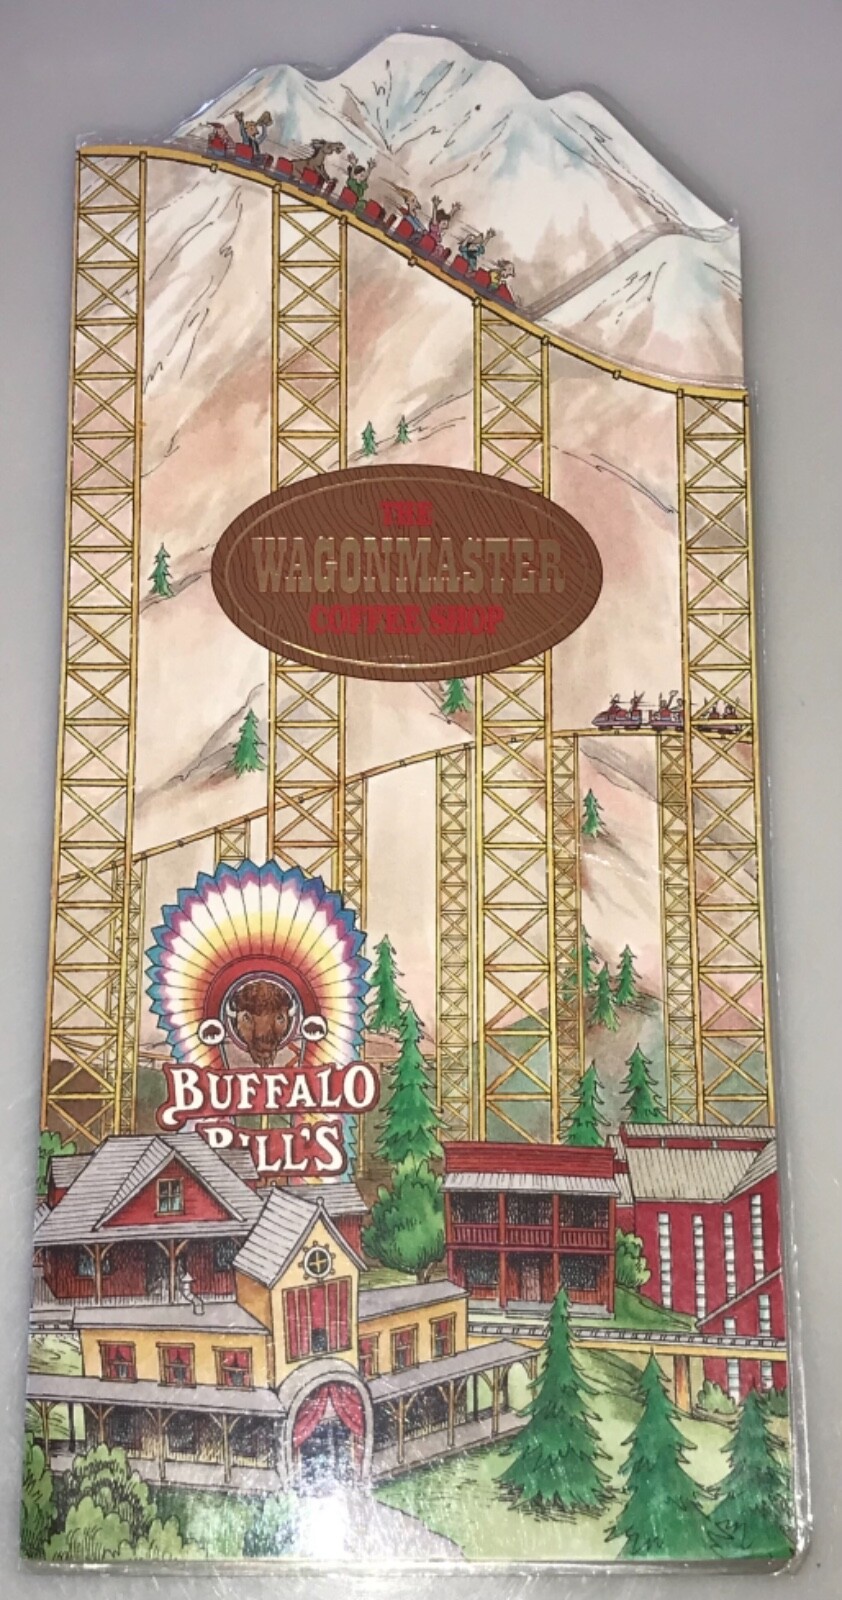 THE
WAGONMASTER
COFFEE SHOP
BUFFALO
BILL'S